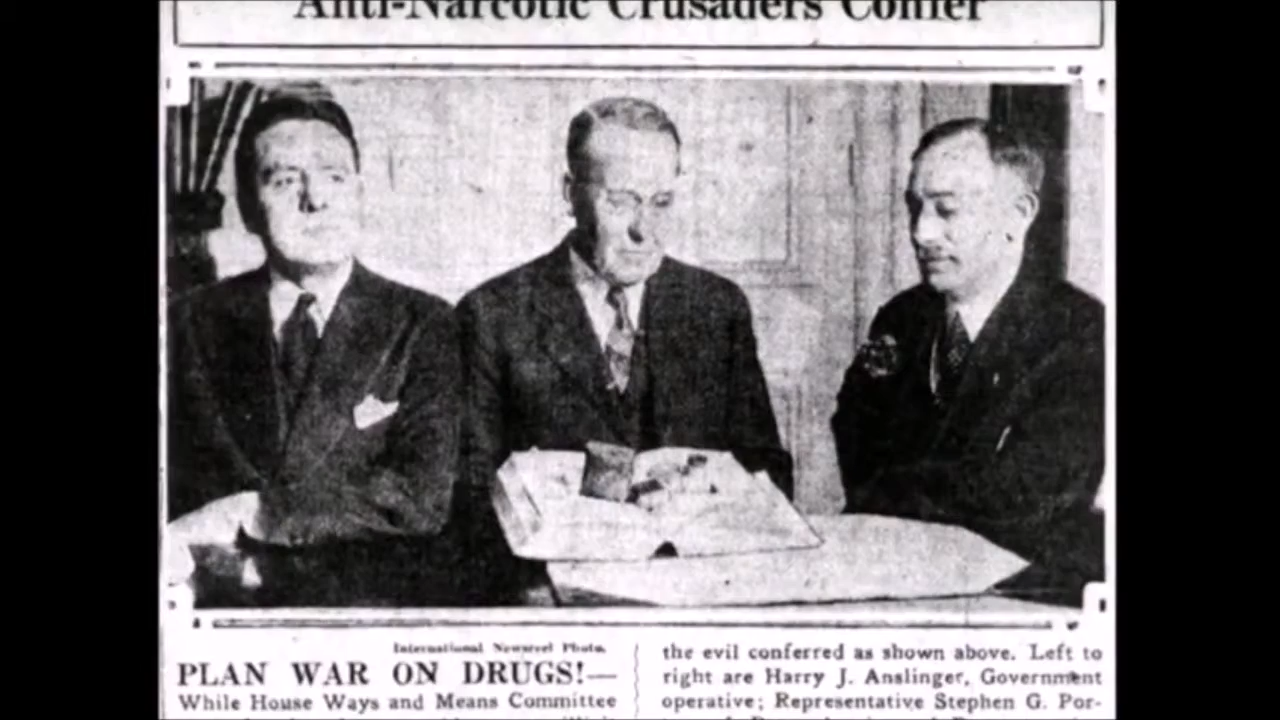 Anti-Narcotic Crusaders Confer
International Newsreel Photo.
PLAN WAR ON DRUGS!—
While House Ways and Means Committee
the evil conferred as shown above. Left to
right are Harry J. Anslinger, Government
operative; Representative Stephen G. Por-